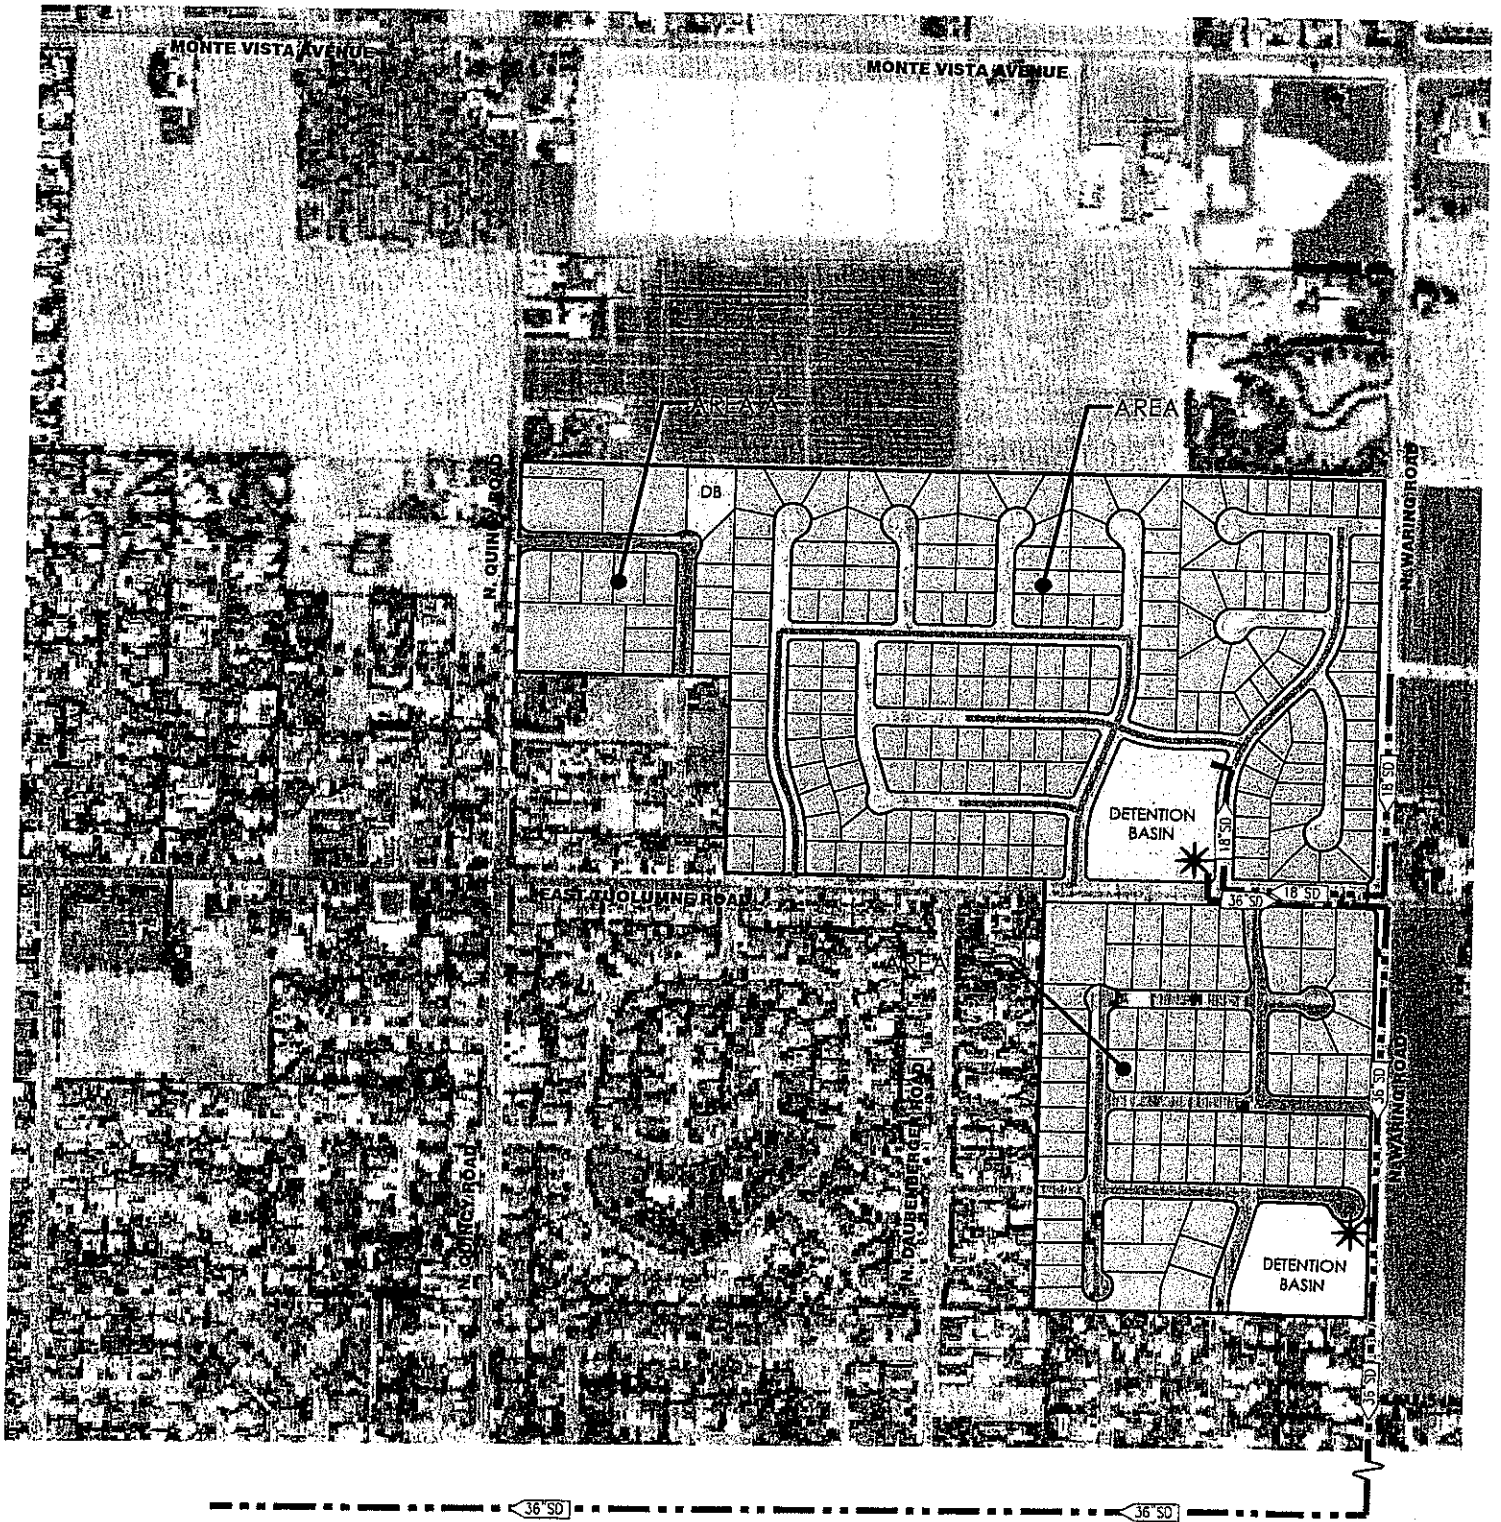 MONTE VISTA AVENUE
MONTE VISTA AVENUE
AREA A
AREA
N. QUINCY ROAD
N. WARING ROAD
DB
18"SD
DETENTION
BASIN
18"SD
18"SD
36"SD
EAST TUOLUMNE ROAD
36"SD
N. WARING ROAD
N. DAUBENBERGER ROAD
N. QUINCY ROAD
DETENTION
BASIN
36"SD
36"SD
36"SD